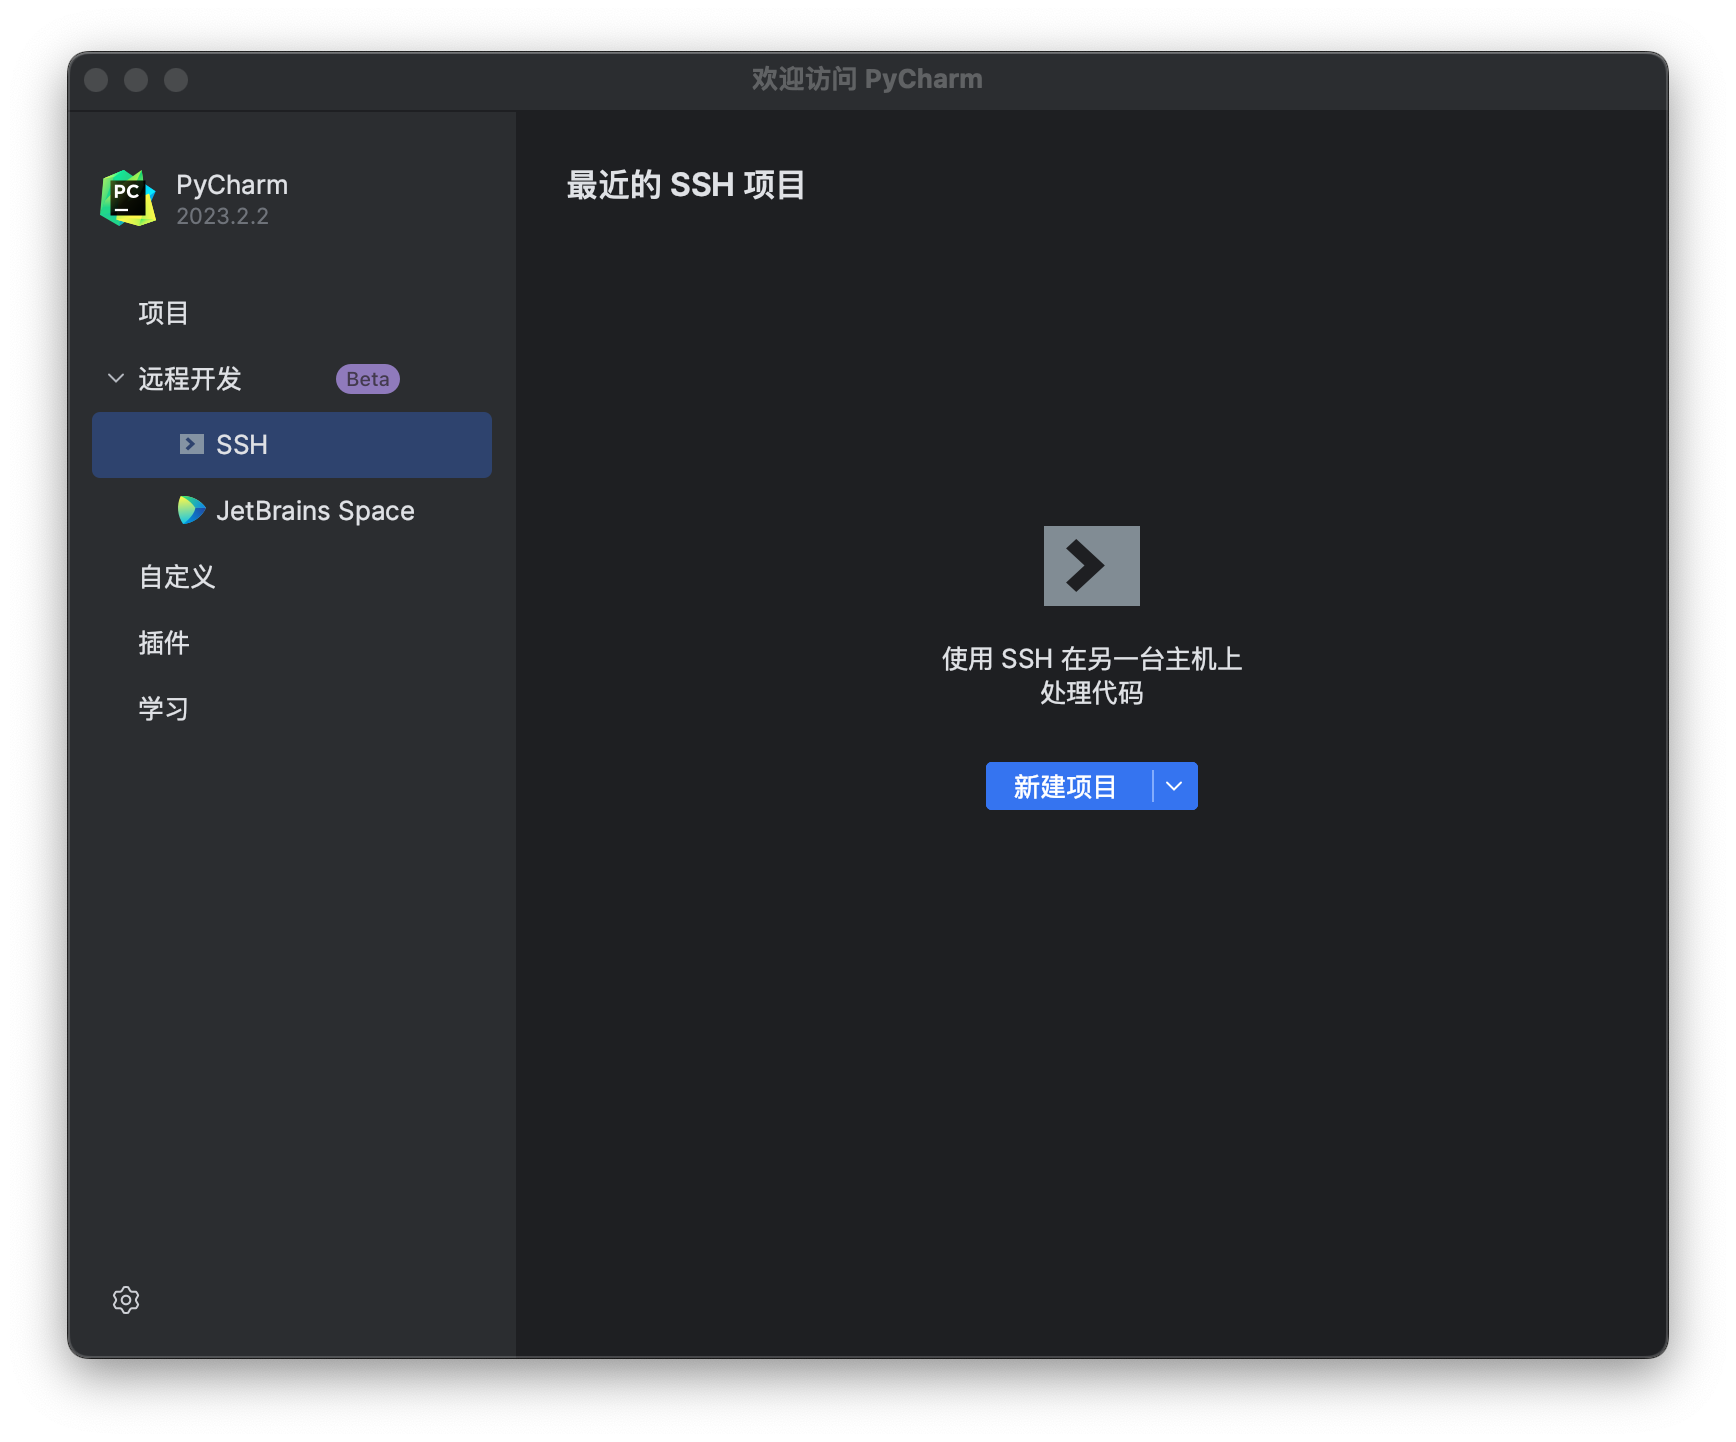 欢迎访问 PyCharm
PC
PyCharm
2023.2.2
项目
远程开发 Beta
SSH
JetBrains Space
自定义
插件
学习
最近的 SSH 项目
使用 SSH 在另一台主机上
处理代码
新建项目